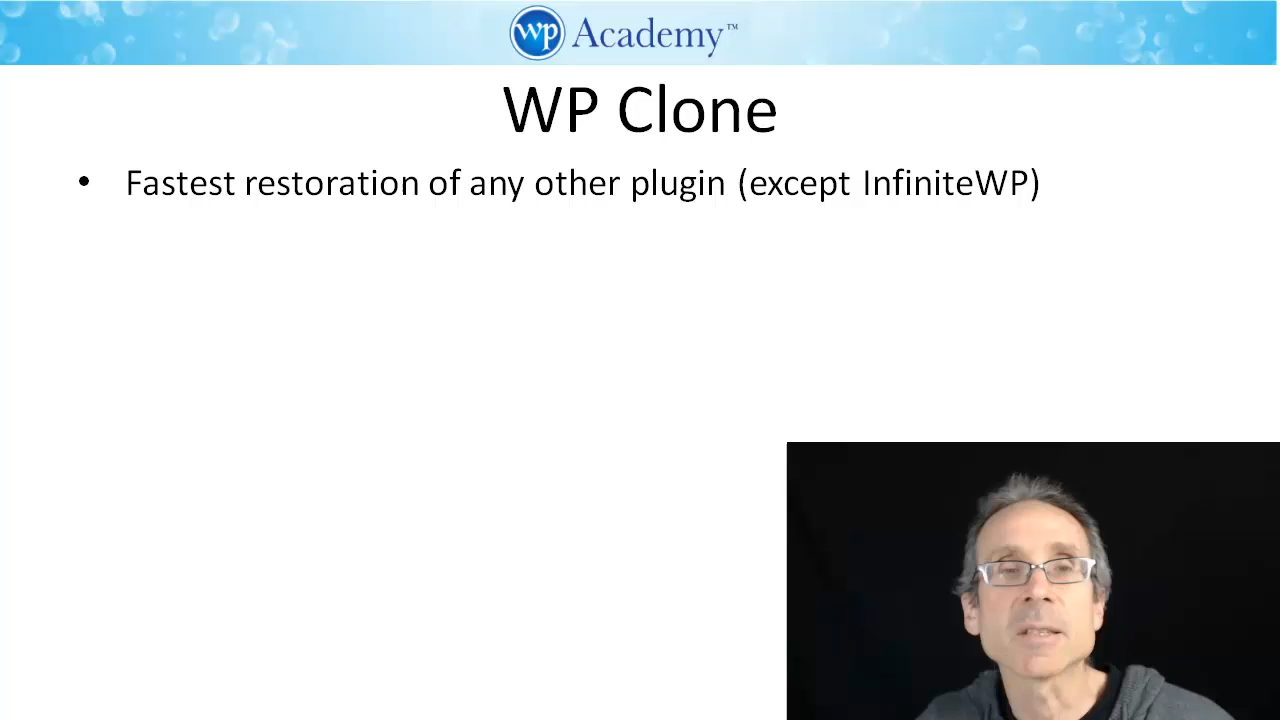 wp Academy™
WP Clone
• Fastest restoration of any other plugin (except InfiniteWP)